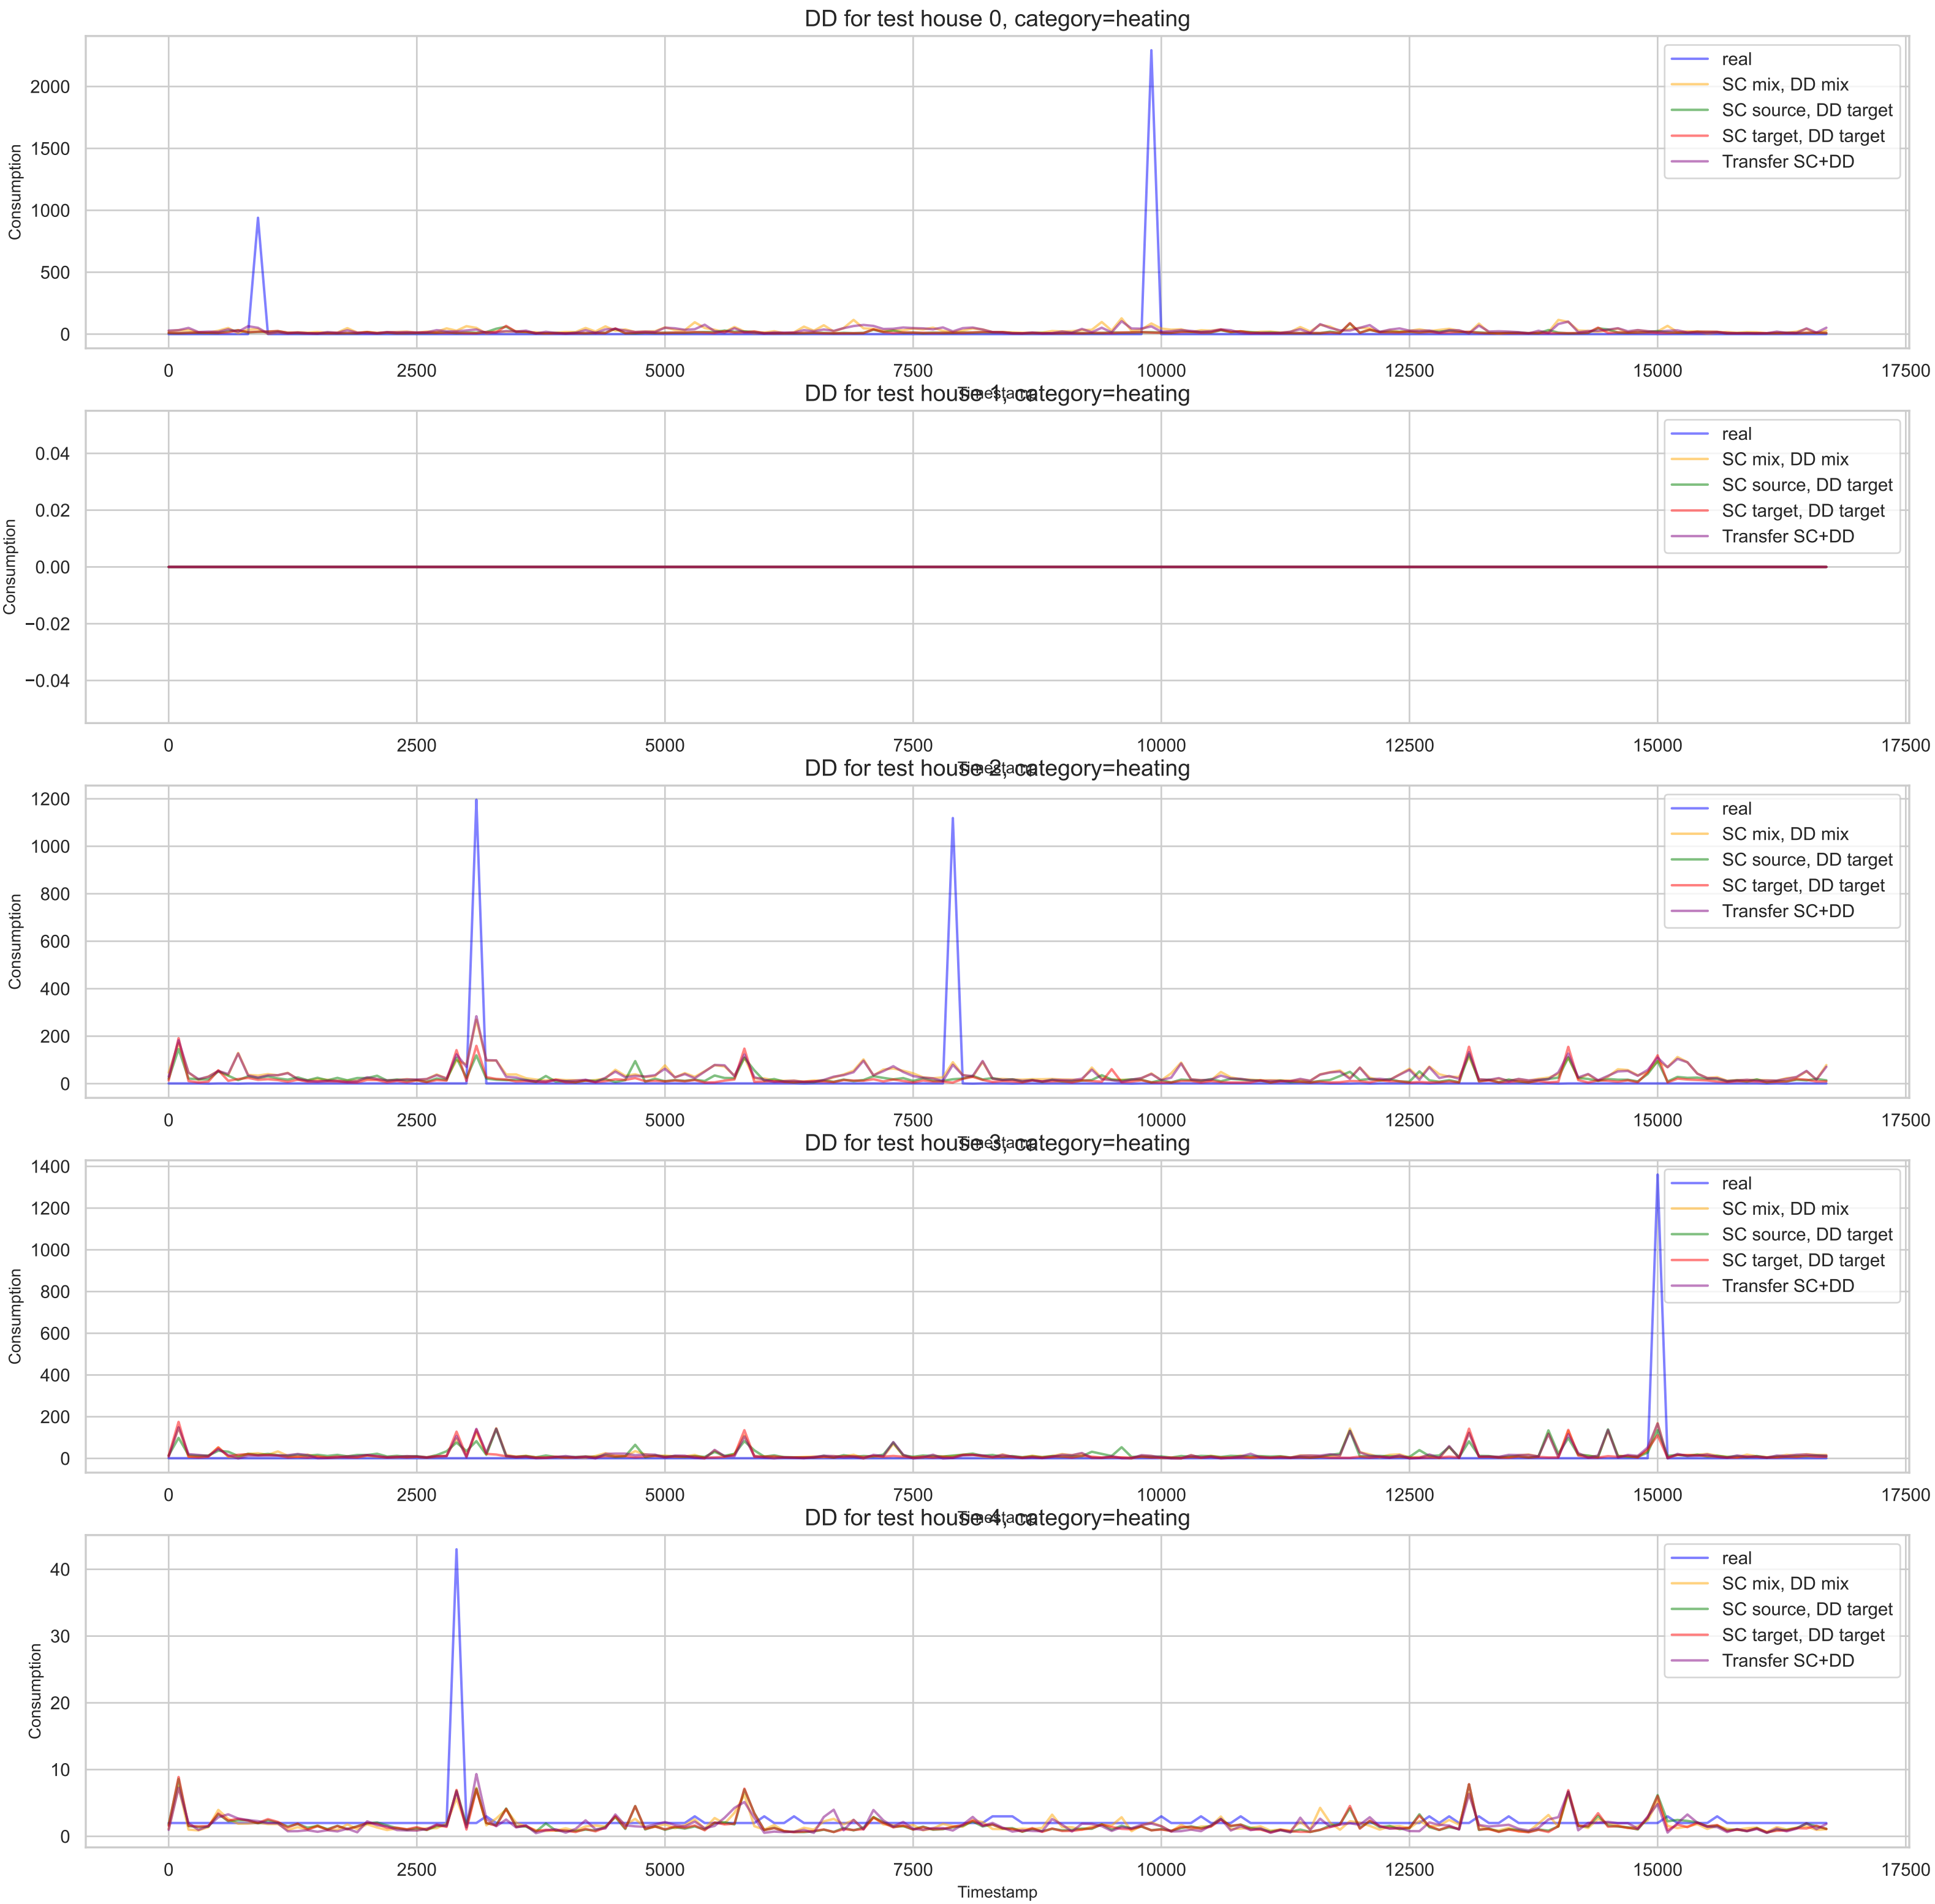 DD for test house 0, category=heating
Consumption
2000
1500
1000
500
0
real
SC mix, DD mix
SC source, DD target
SC target, DD target
Transfer SC+DD
0 2500 5000 7500 10000 12500 15000 17500
Timestamp
DD for test house 1, category=heating
Consumption
0.04
0.02
0.00
−0.02
−0.04
real
SC mix, DD mix
SC source, DD target
SC target, DD target
Transfer SC+DD
0 2500 5000 7500 10000 12500 15000 17500
Timestamp
DD for test house 2, category=heating
Consumption
1200
1000
800
600
400
200
0
real
SC mix, DD mix
SC source, DD target
SC target, DD target
Transfer SC+DD
0 2500 5000 7500 10000 12500 15000 17500
Timestamp
DD for test house 3, category=heating
Consumption
1400
1200
1000
800
600
400
200
0
real
SC mix, DD mix
SC source, DD target
SC target, DD target
Transfer SC+DD
0 2500 5000 7500 10000 12500 15000 17500
Timestamp
DD for test house 4, category=heating
Consumption
40
30
20
10
0
real
SC mix, DD mix
SC source, DD target
SC target, DD target
Transfer SC+DD
0 2500 5000 7500 10000 12500 15000 17500
Timestamp